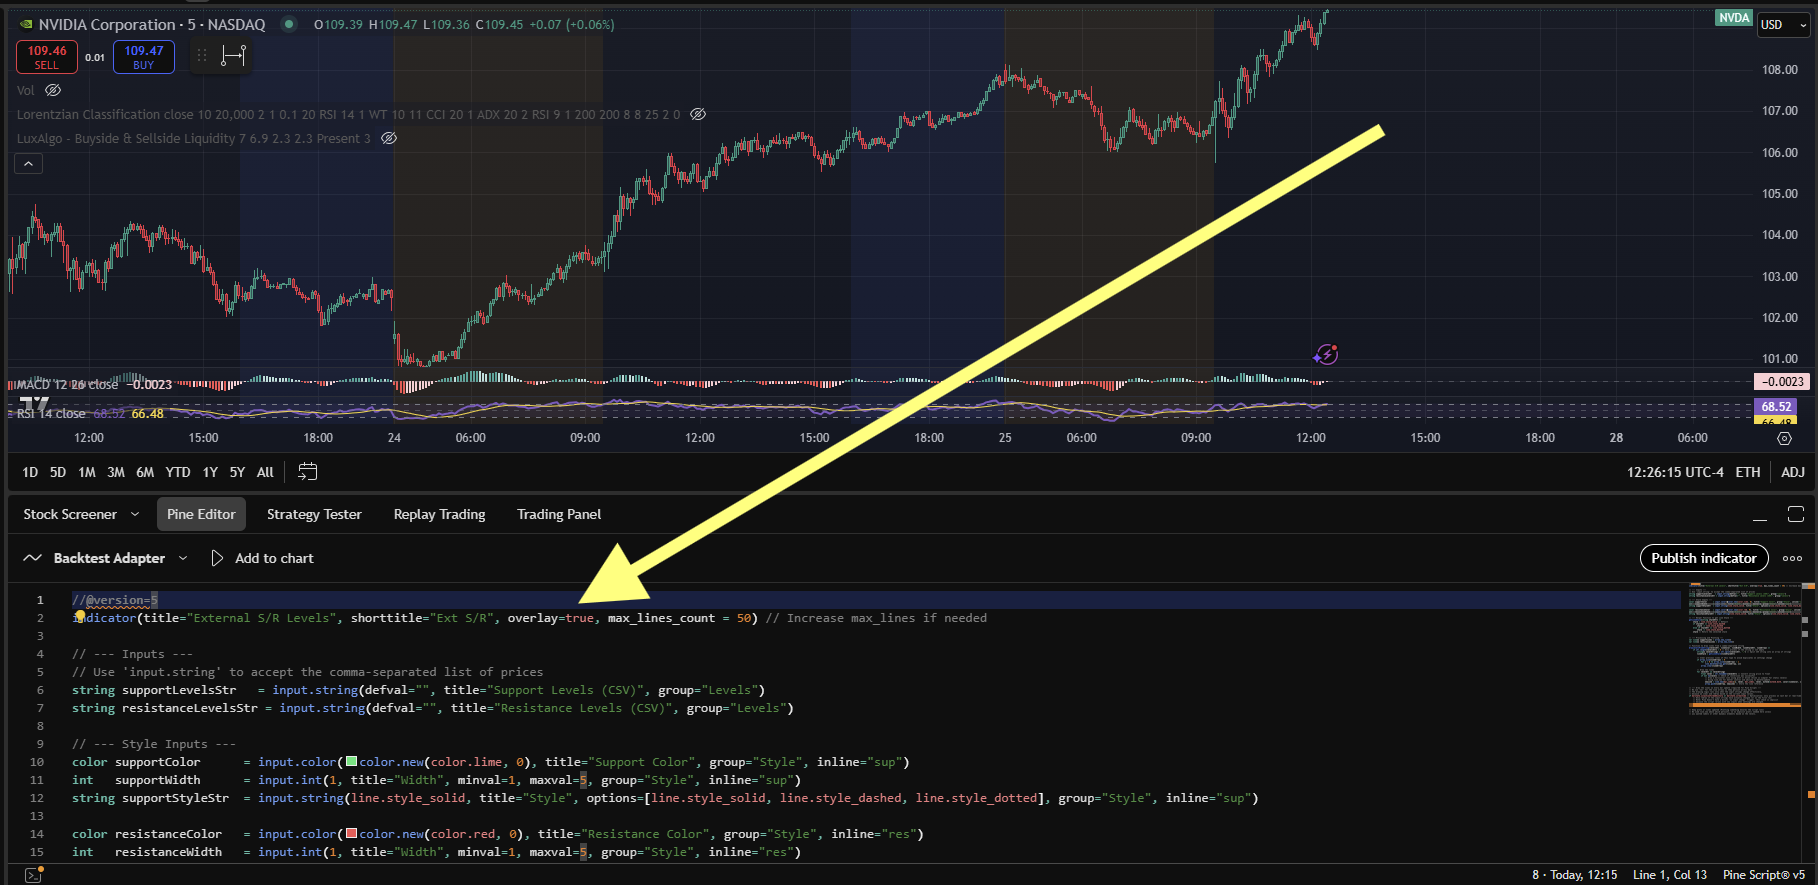 NVIDIA Corporation · 5 · NASDAQ O109.39 H109.47 L109.36 C109.45 +0.07 (+0.06%)
NVDA
USD
109.46
SELL
0.01
109.47
BUY
Vol
Lorentzian Classification close 10 20,000 2 1 0.1 20 RSI 14 1 WT 10 11 CCI 20 1 ADX 20 2 RSI 9 1 200 200 8 8 25 2 0
LuxAlgo - Buyside & Sellside Liquidity 7 6.9 2.3 2.3 Present 3
108.00
107.00
106.00
105.00
104.00
103.00
102.00
101.00
MACD 12 26 close −0.0023
−0.0023
RSI 14 close 68.52 66.48
68.52
66.48
12:00 15:00 18:00 24 06:00 09:00 12:00 15:00 18:00 25 06:00 09:00 12:00 15:00 18:00 28 06:00
1D 5D 1M 3M 6M YTD 1Y 5Y All
12:26:15 UTC-4 ETH ADJ
Stock Screener Pine Editor Strategy Tester Replay Trading Trading Panel
Backtest Adapter Add to chart
Publish indicator
1 //@version=5
2 indicator(title="External S/R Levels", shorttitle="Ext S/R", overlay=true, max_lines_count = 50) // Increase max_lines if needed
3
4 // --- Inputs ---
5 // Use 'input.string' to accept the comma-separated list of prices
6 string supportLevelsStr = input.string(defval="", title="Support Levels (CSV)", group="Levels")
7 string resistanceLevelsStr = input.string(defval="", title="Resistance Levels (CSV)", group="Levels")
8
9 // --- Style Inputs ---
10 color supportColor = input.color(color.new(color.lime, 0), title="Support Color", group="Style", inline="sup")
11 int supportWidth = input.int(1, title="Width", minval=1, maxval=5, group="Style", inline="sup")
12 string supportStyleStr = input.string(line.style_solid, title="Style", options=[line.style_solid, line.style_dashed, line.style_dotted], group="Style", inline="sup")
13
14 color resistanceColor = input.color(color.new(color.red, 0), title="Resistance Color", group="Style", inline="res")
15 int resistanceWidth = input.int(1, title="Width", minval=1, maxval=5, group="Style", inline="res")
8 · Today, 12:15 Line 1, Col 13 Pine Script® v5